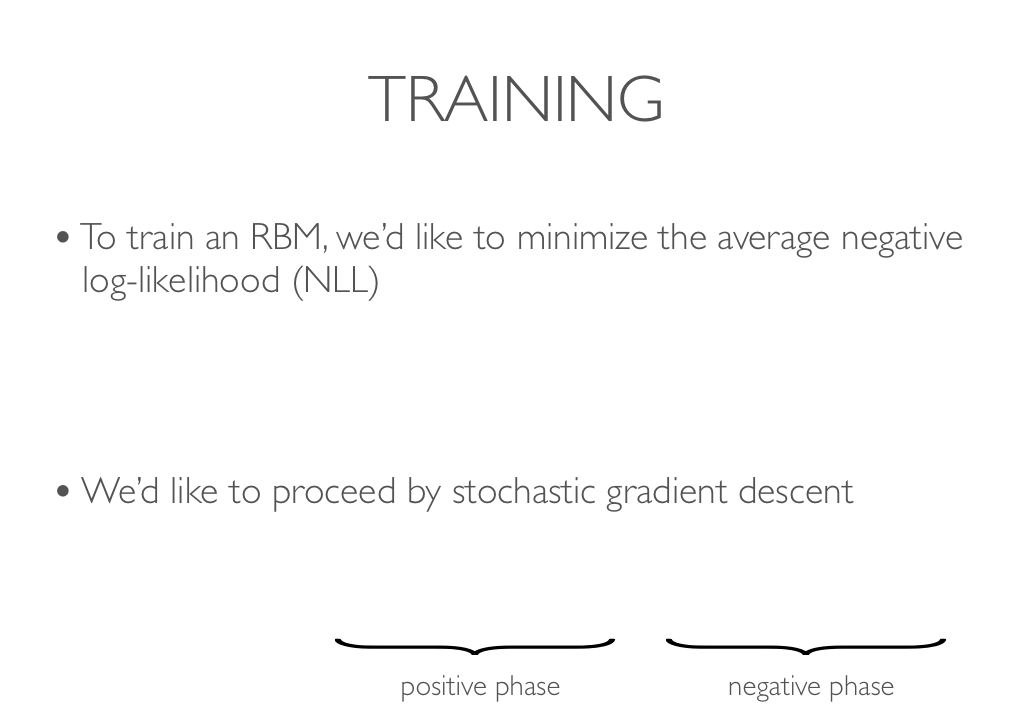 TRAINING
• To train an RBM, we’d like to minimize the average negative
log-likelihood (NLL)
• We’d like to proceed by stochastic gradient descent
positive phase negative phase